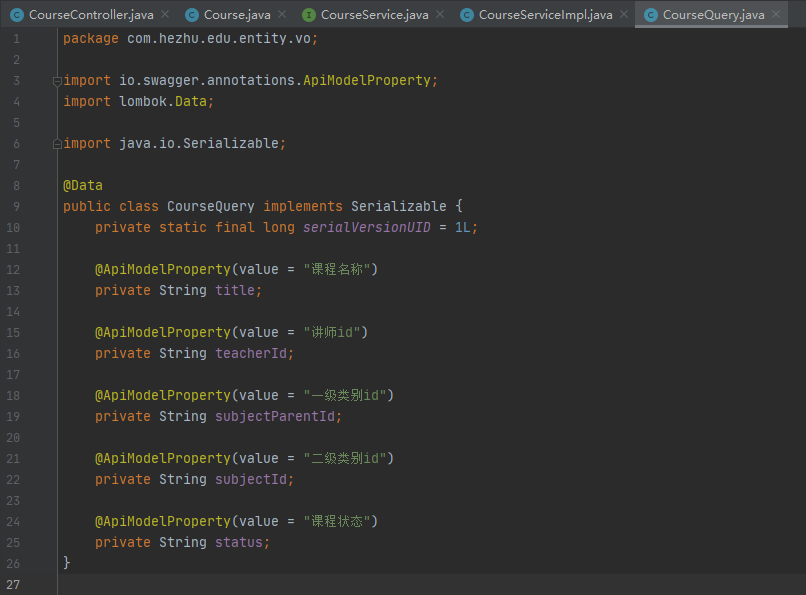 CourseController.java Course.java CourseService.java CourseServiceImpl.java CourseQuery.java
1 package com.hezhu.edu.entity.vo;
2
3 import io.swagger.annotations.ApiModelProperty;
4 import lombok.Data;
5
6 import java.io.Serializable;
7
8 @Data
9 public class CourseQuery implements Serializable {
10 private static final long serialVersionUID = 1L;
11
12 @ApiModelProperty(value = "课程名称")
13 private String title;
14
15 @ApiModelProperty(value = "讲师id")
16 private String teacherId;
17
18 @ApiModelProperty(value = "一级类别id")
19 private String subjectParentId;
20
21 @ApiModelProperty(value = "二级类别id")
22 private String subjectId;
23
24 @ApiModelProperty(value = "课程状态")
25 private String status;
26 }
27